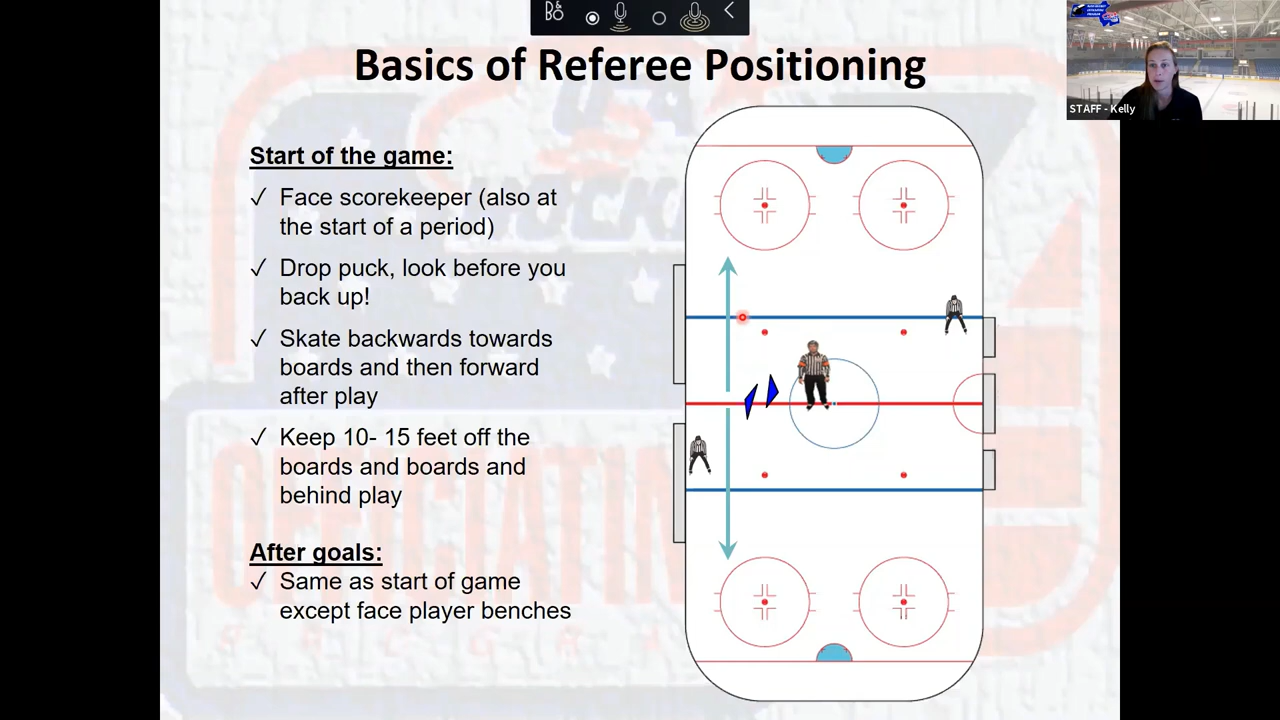 B&O
Basics of Referee Positioning
STAFF - Kelly
Start of the game:
✓ Face scorekeeper (also at
the start of a period)
✓ Drop puck, look before you
back up!
✓ Skate backwards towards
boards and then forward
after play
✓ Keep 10- 15 feet off the
boards and boards and
behind play
After goals:
✓ Same as start of game
except face player benches